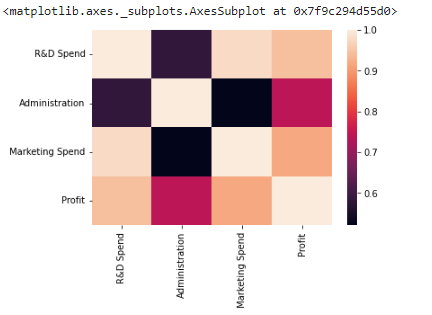 <matplotlib.axes._subplots.AxesSubplot at 0x7f9c294d55d0>
R&D Spend
Administration
Marketing Spend
Profit
R&D Spend
Administration
Marketing Spend
Profit
1.0
0.9
0.8
0.7
0.6